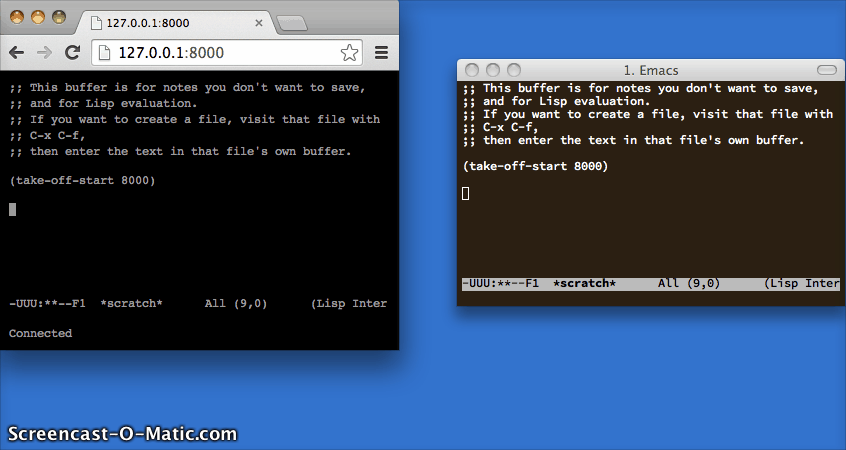 127.0.0.1:8000
127.0.0.1:8000
;; This buffer is for notes you don't want to save,
;; and for Lisp evaluation.
;; If you want to create a file, visit that file with
;; C-x C-f,
;; then enter the text in that file's own buffer.
(take-off-start 8000)
-UUU:**--F1  *scratch*      All (9,0)      (Lisp Inter
Connected
1. Emacs
;; This buffer is for notes you don't want to save,
;; and for Lisp evaluation.
;; If you want to create a file, visit that file with
;; C-x C-f,
;; then enter the text in that file's own buffer.
(take-off-start 8000)
-UUU:**--F1  *scratch*      All (9,0)      (Lisp Inter
Screencast-O-Matic.com